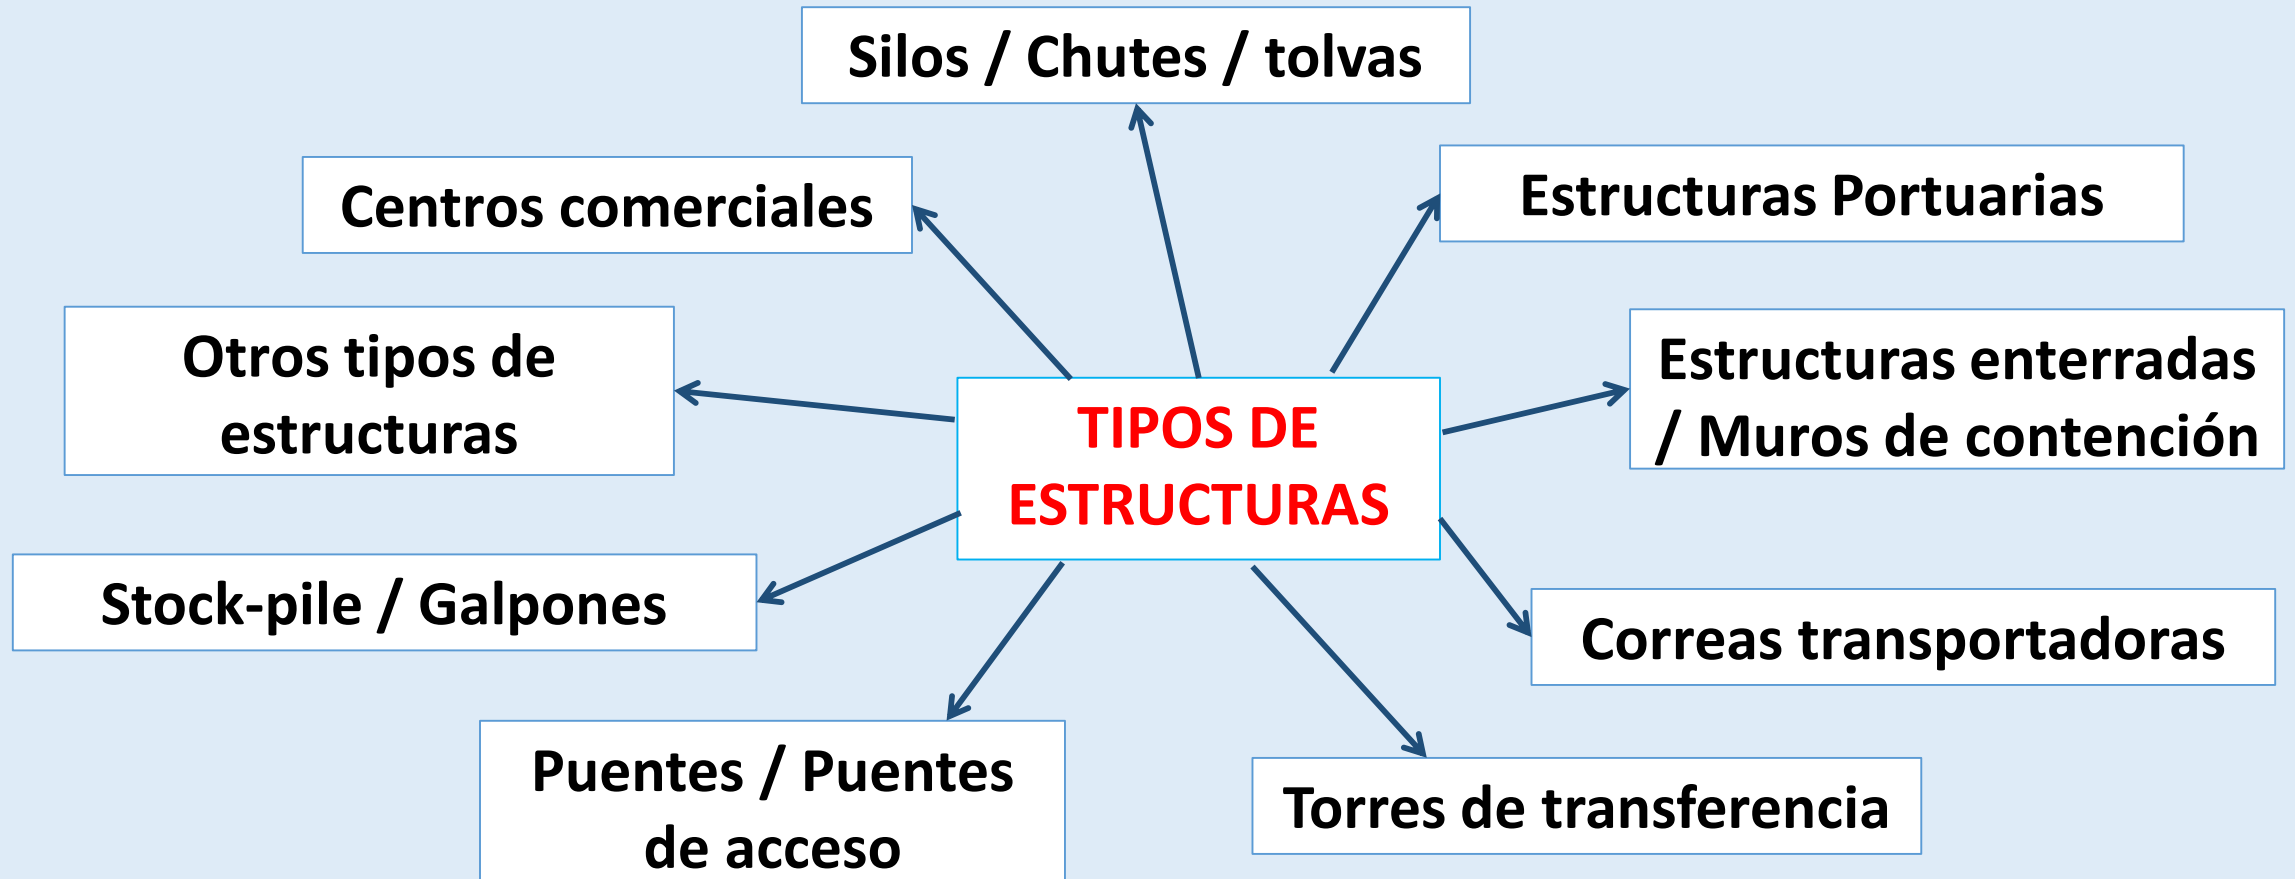 Silos / Chutes / tolvas
Centros comerciales
Estructuras Portuarias
Otros tipos de
estructuras
TIPOS DE
ESTRUCTURAS
Estructuras enterradas
/ Muros de contención
Stock-pile / Galpones
Correas transportadoras
Puentes / Puentes
de acceso
Torres de transferencia